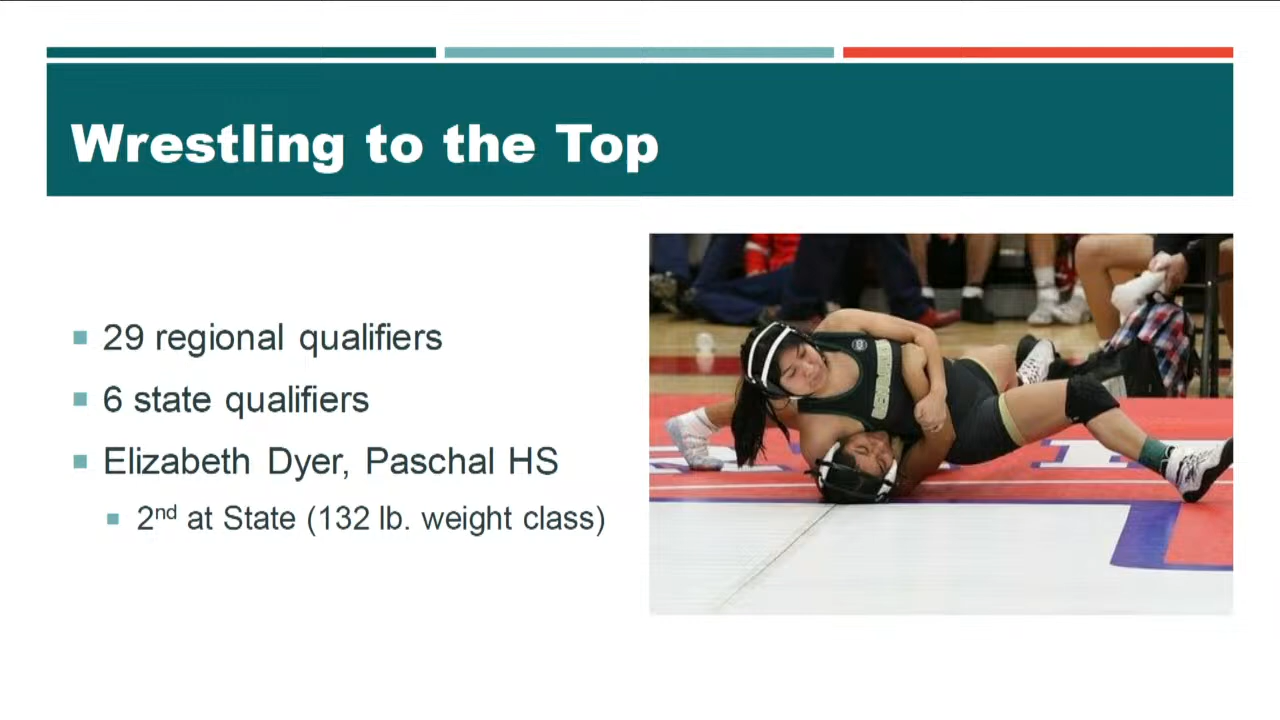 Wrestling to the Top
29 regional qualifiers
6 state qualifiers
Elizabeth Dyer, Paschal HS
2nd at State (132 lb. weight class)